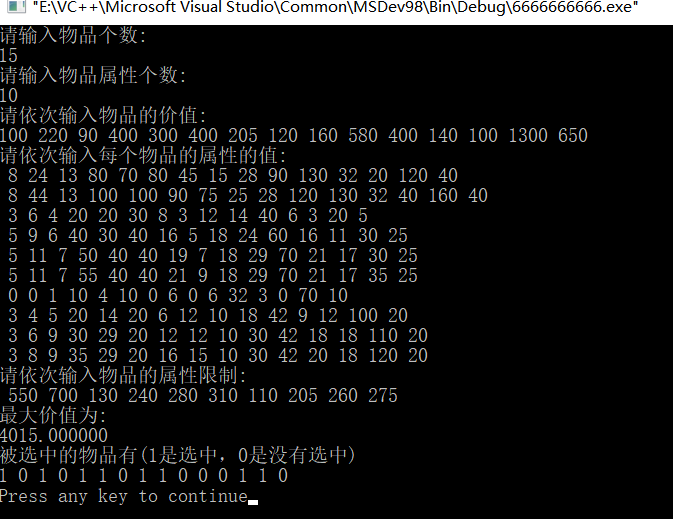 "E:\VC++\Microsoft Visual Studio\Common\MSDev98\Bin\Debug\6666666666.exe"
请输入物品个数:
15
请输入物品属性个数:
10
请依次输入物品的价值:
100 220 90 400 300 400 205 120 160 580 400 140 100 1300 650
请依次输入每个物品的属性的值:
8 24 13 80 70 80 45 15 28 90 130 32 20 120 40
8 44 13 100 100 90 75 25 28 120 130 32 40 160 40
3 6 4 20 20 30 8 3 12 14 40 6 3 20 5
5 9 6 40 30 40 16 5 18 24 60 16 11 30 25
5 11 7 50 40 40 19 7 18 29 70 21 17 30 25
5 11 7 55 40 40 21 9 18 29 70 21 17 35 25
0 0 1 10 4 10 0 6 0 6 32 3 0 70 10
3 4 5 20 14 20 6 12 10 18 42 9 12 100 20
3 6 9 30 29 20 12 12 10 30 42 18 18 110 20
3 8 9 35 29 20 16 15 10 30 42 20 18 120 20
请依次输入物品的属性限制:
550 700 130 240 280 310 110 205 260 275
最大价值为:
4015.000000
被选中的物品有(1是选中，0是没有选中)
1 0 1 0 1 1 0 1 1 0 0 0 1 1 0
Press any key to continue